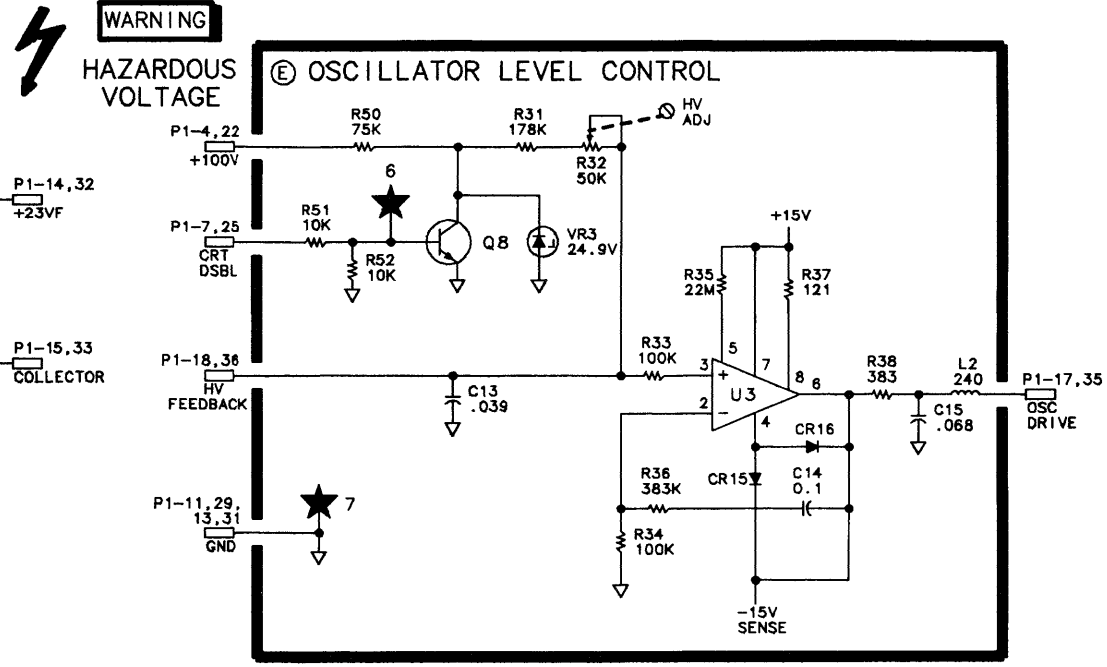 WARNING
HAZARDOUS
VOLTAGE
E OSCILLATOR LEVEL CONTROL
P1-4,22
+100V
R50
75K
R31
178K
R32
50K
HV
ADJ
P1-14,32
+23VF
6
P1-7,25
CRT
DSBL
R51
10K
R52
10K
Q8
VR3
24.9V
+15V
R35
22M
R37
121
P1-15,33
COLLECTOR
P1-18,36
HV
FEEDBACK
C13
.039
R33
100K
3
+
2
-
5
7
8
6
4
U3
R38
383
L2
240
C15
.068
P1-17,35
OSC
DRIVE
CR16
CR15
C14
0.1
R36
383K
R34
100K
P1-11,29,
13,31
GND
7
-15V
SENSE